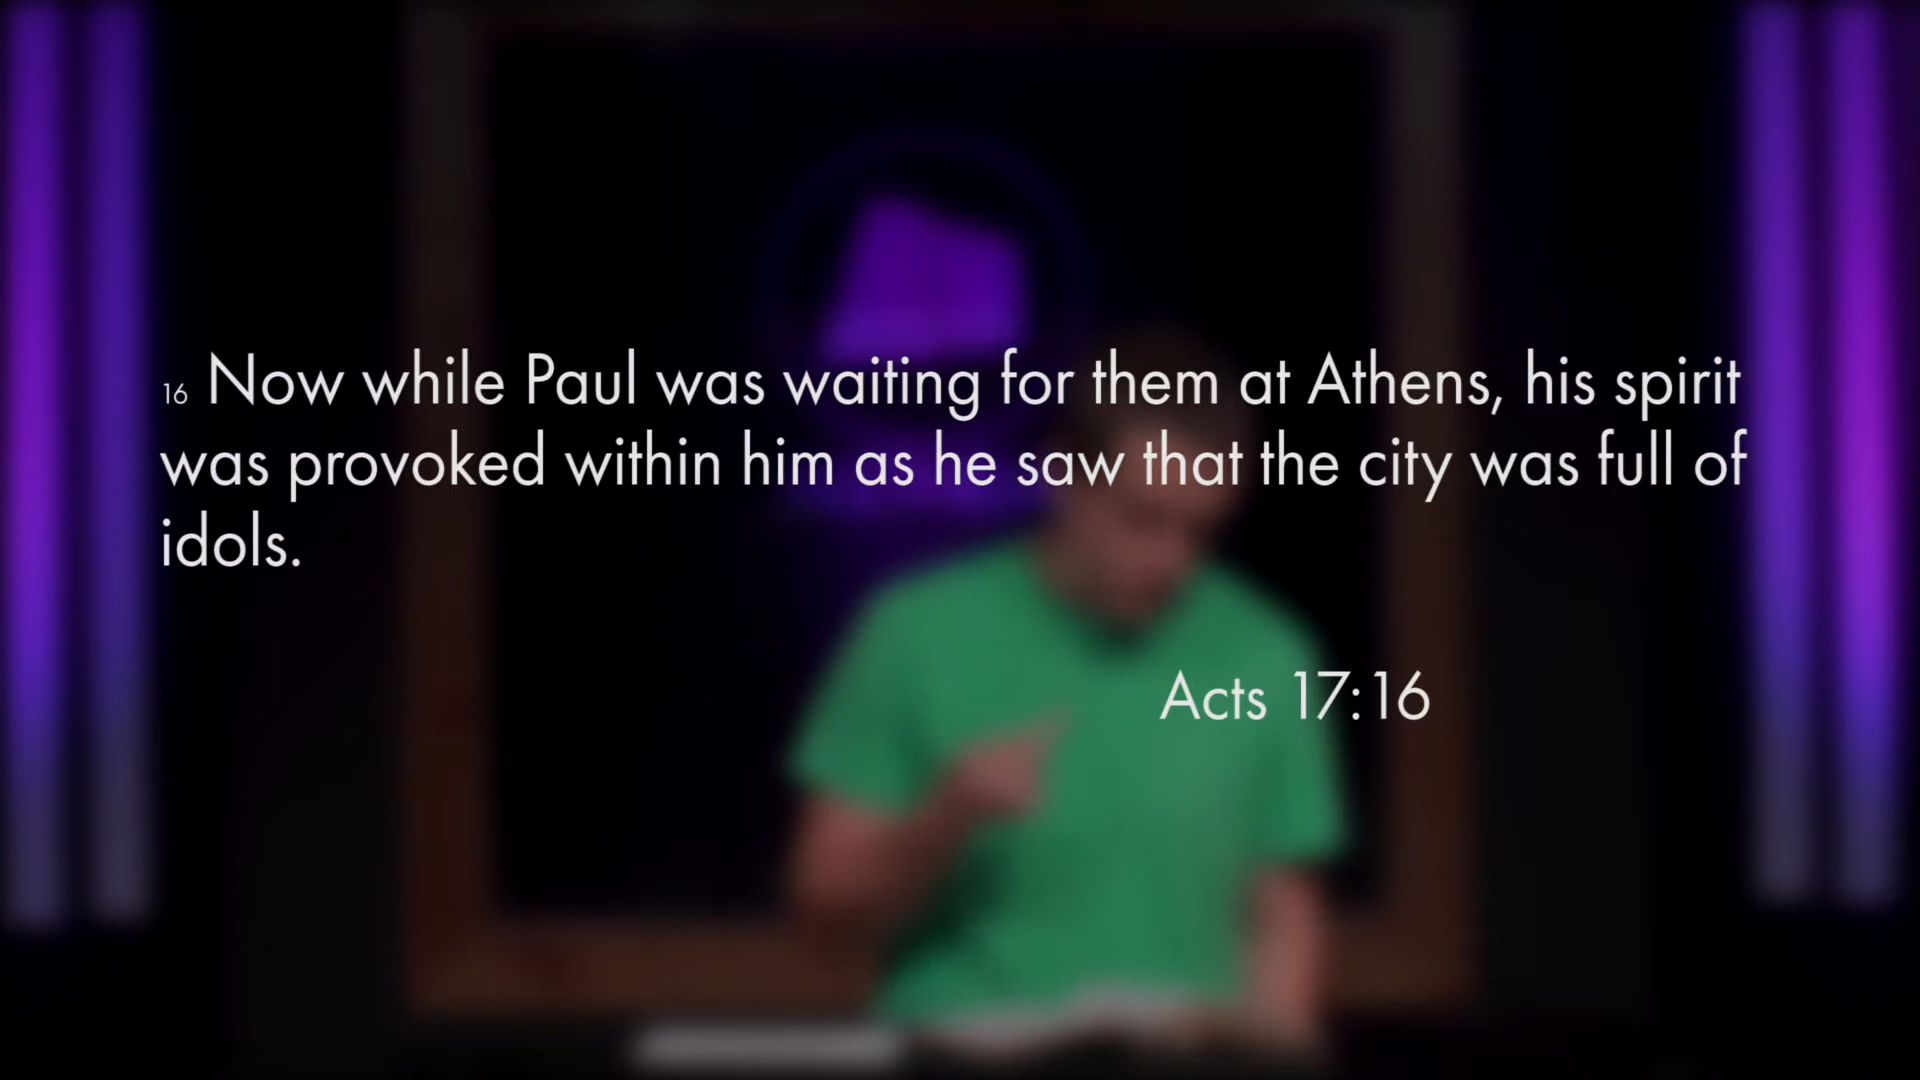 16 Now while Paul was waiting for them at Athens, his spirit
was provoked within him as he saw that the city was full of
idols.
Acts 17:16